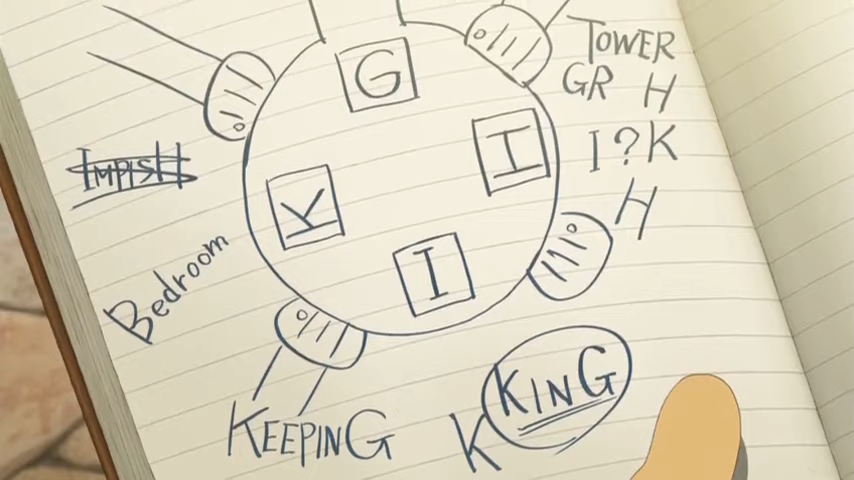 G
TOWER
GR H
I
I?K
IMPISH
K
H
Bedroom
I
KING
KEEPING
K